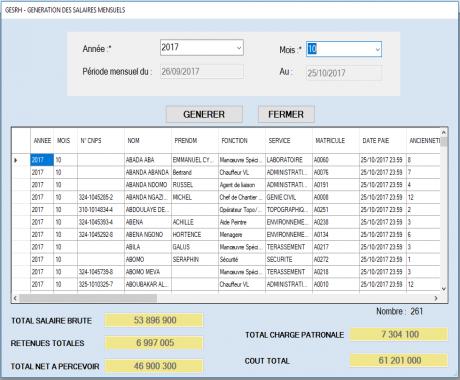 GESRH - GENERATION DES SALAIRES MENSUELS
Année :* 2017 Mois :* 10
Période mensuel du : 26/09/2017 Au : 25/10/2017
GENERER FERMER
ANNEE MOIS N° CNPS NOM PRENOM FONCTION SERVICE MATRICULE DATE PAIE ANCIENNETE
2017 10 ABADA ABA EMMANUEL CY... Manœuvre Spéci... LABORATOIRE A0060 25/10/2017 23:59 8
2017 10 ABANDA ABANDA Bertrand Chauffeur VL ADMINISTRATI... A0076 25/10/2017 23:59 7
2017 10 ABANDA NDOMO RUSSEL Agent de liaison ADMINISTRATI... A0191 25/10/2017 23:59 4
2017 10 324-1045285-2 ABANDA NGAZI... MICHEL Chef de Chantier ... GENIE CIVIL A0008 25/10/2017 23:59 12
2017 10 310-1014834-4 ABDOULAYE DE... Opérateur Topo/... TOPOGRAPHIQ... A0251 25/10/2017 23:59 2
2017 10 324-1045393-4 ABENA ACHILLE Aide Peintre ENVIRONNEME... A0238 25/10/2017 23:59 3
2017 10 324-1045292-8 ABENA NGONO HORTENCE Menagere ENVIRONNEME... A0134 25/10/2017 23:59 6
2017 10 ABILA GALUS Manœuvre Spéci... TERASSEMENT A0217 25/10/2017 23:59 3
2017 10 ABOMO SERAPHIN Sécurité SECURITE A0272 25/10/2017 23:59 1
2017 10 324-1045739-8 ABOMO MEVA Manœuvre Spéci... TERASSEMENT A0218 25/10/2017 23:59 3
2017 10 325-1010325-7 ABOUBAKAR AL... Chauffeur VL ADMINISTRATI... A0010 25/10/2017 23:59 12
Nombre : 261
TOTAL SALAIRE BRUTE 53 896 900
TOTAL CHARGE PATRONALE 7 304 100
RETENUES TOTALES 6 997 005
COUT TOTAL 61 201 000
TOTAL NET A PERCEVOIR 46 900 300